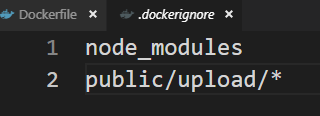 Dockerfile × .dockerignore ×
1 node_modules
2 public/upload/*